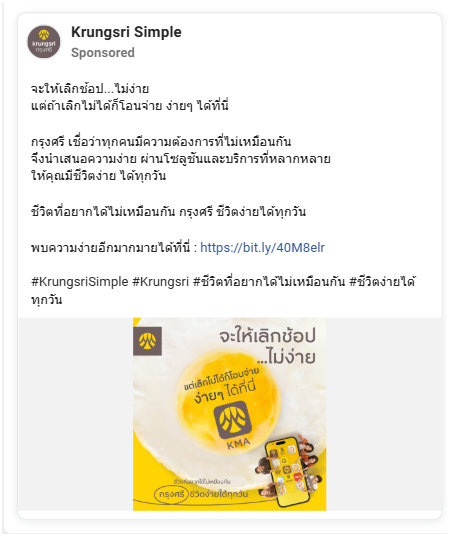 Krungsri Simple
Sponsored
krungsri
กรุงศรี
จะให้เลิกช้อป...ไม่ง่าย
แต่ถ้าเลิกไม่ได้ก็โอนจ่าย ง่ายๆ ได้ที่นี่
กรุงศรี เชื่อว่าทุกคนมีความต้องการที่ไม่เหมือนกัน
จึงนำเสนอความง่าย ผ่านโซลูชันและบริการที่หลากหลาย
ให้คุณมีชีวิตง่าย ได้ทุกวัน
ชีวิตที่อยากได้ไม่เหมือนกัน กรุงศรี ชีวิตง่ายได้ทุกวัน
พบความง่ายอีกมากมายได้ที่นี่ : https://bit.ly/40M8elr
#KrungsriSimple #Krungsri #ชีวิตที่อยากได้ไม่เหมือนกัน #ชีวิตง่ายได้
ทุกวัน
จะให้เลิกช้อป
...ไม่ง่าย
แต่เลิกไม่ได้ก็โอนจ่าย
ง่ายๆ ได้ที่นี่
KMA
ชีวิตที่อยากได้ไม่เหมือนกัน
กรุงศรี ชีวิตง่ายได้ทุกวัน